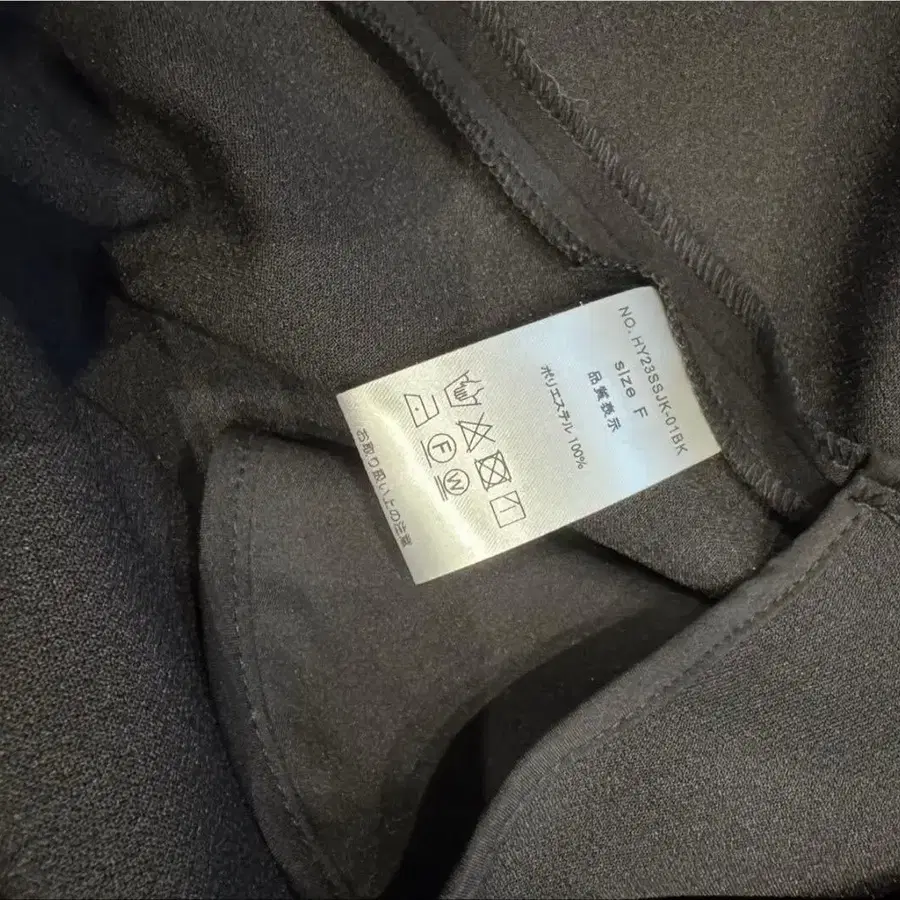 NO. HY23SSJK-01BK
size F
品質表示
ポリエステル 100%
F
W
お取り扱い上の注意